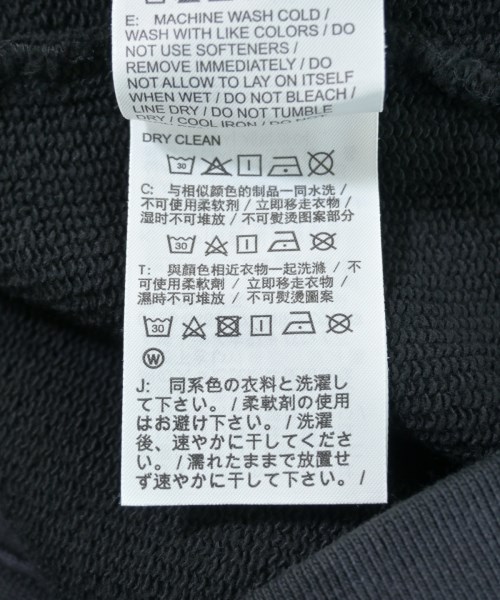 E: MACHINE WASH COLD /
WASH WITH LIKE COLORS / DO
NOT USE SOFTENERS /
REMOVE IMMEDIATELY / DO
NOT ALLOW TO LAY ON ITSELF
WHEN WET / DO NOT BLEACH /
LINE DRY / DO NOT TUMBLE
DRY / COOL IRON / DO NOT
DRY CLEAN
30
C: 与相似颜色的制品一同水洗 /
不可使用柔软剂 / 立即移走衣物 /
湿时不可堆放 / 不可熨烫图案部分
30
T: 與顏色相近衣物一起洗滌 / 不
可使用柔軟劑 / 立即移走衣物 /
濕時不可堆放 / 不可熨燙圖案
30
W
J: 同系色の衣料と洗濯し
て下さい。/ 柔軟剤の使用
はお避け下さい。/ 洗濯
後、速やかに干してくださ
い。/ 濡れたままで放置せ
ず速やかに干して下さい。/